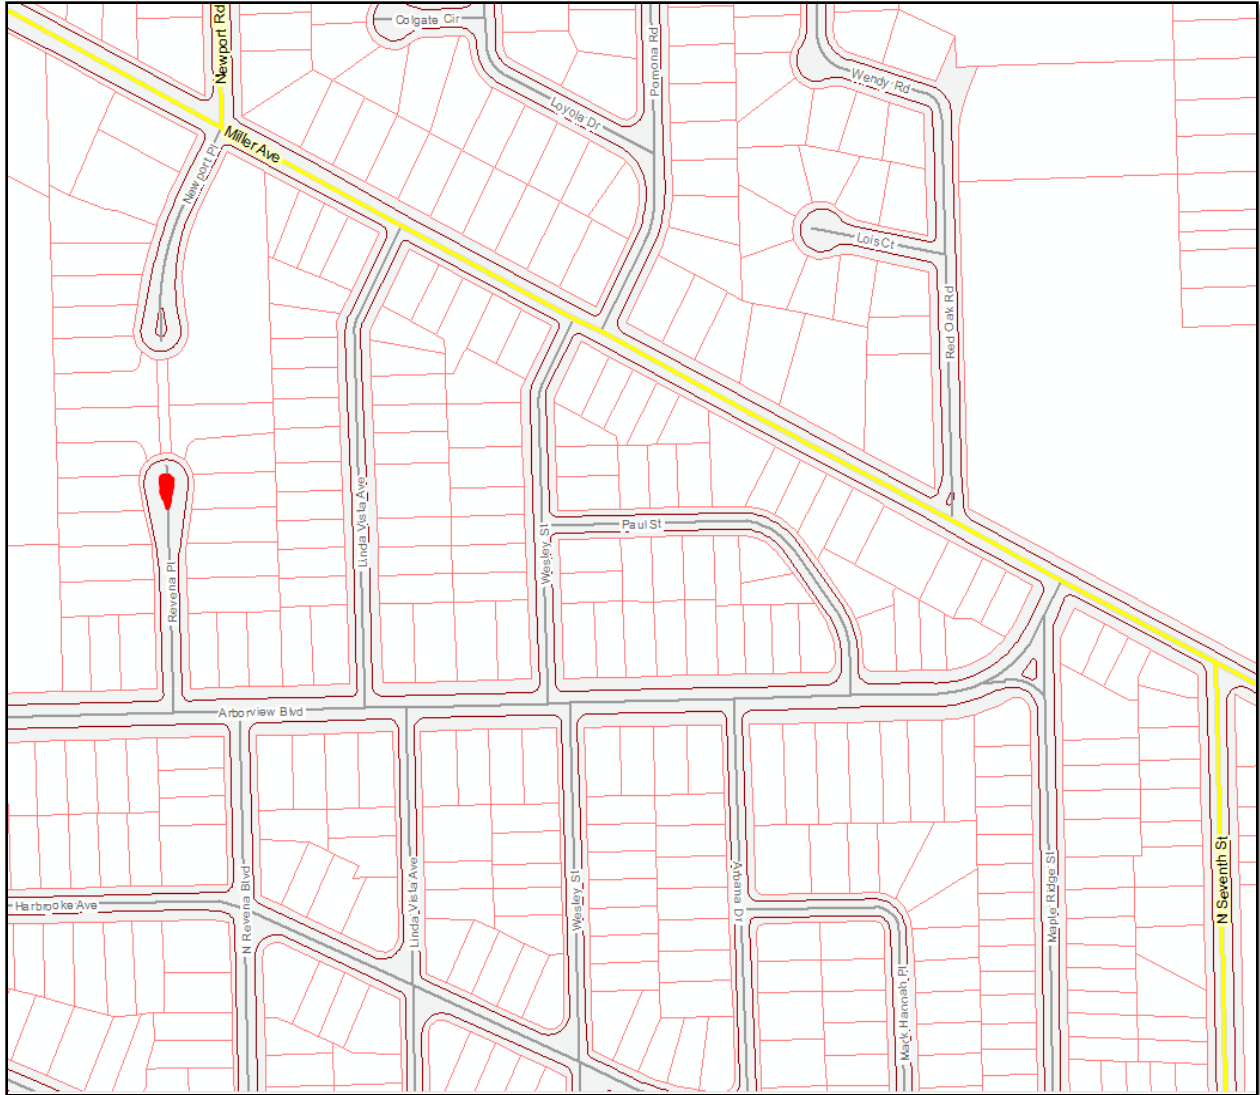 Colgate Cir
Newport Rd
Pomona Rd
Wendy Rd
Loyola Dr
Miller Ave
Newport Pl
Lois Ct
Red Oak Rd
Linda Vista Ave
Paul St
Wesley St
Revena Pl
Arborview Blvd
Harbrooke Ave
N Revena Blvd
Linda Vista Ave
Wesley St
Arbana Dr
Maple Ridge St
N Seventh St
Mack Hannah Pl